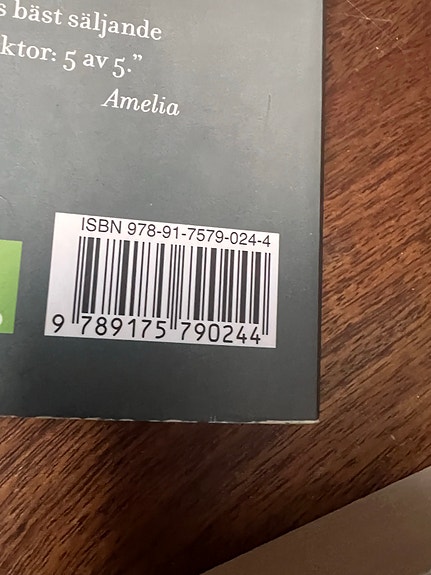 bäst säljande
ktor: 5 av 5.”
Amelia
ISBN 978-91-7579-024-4
9 789175 790244